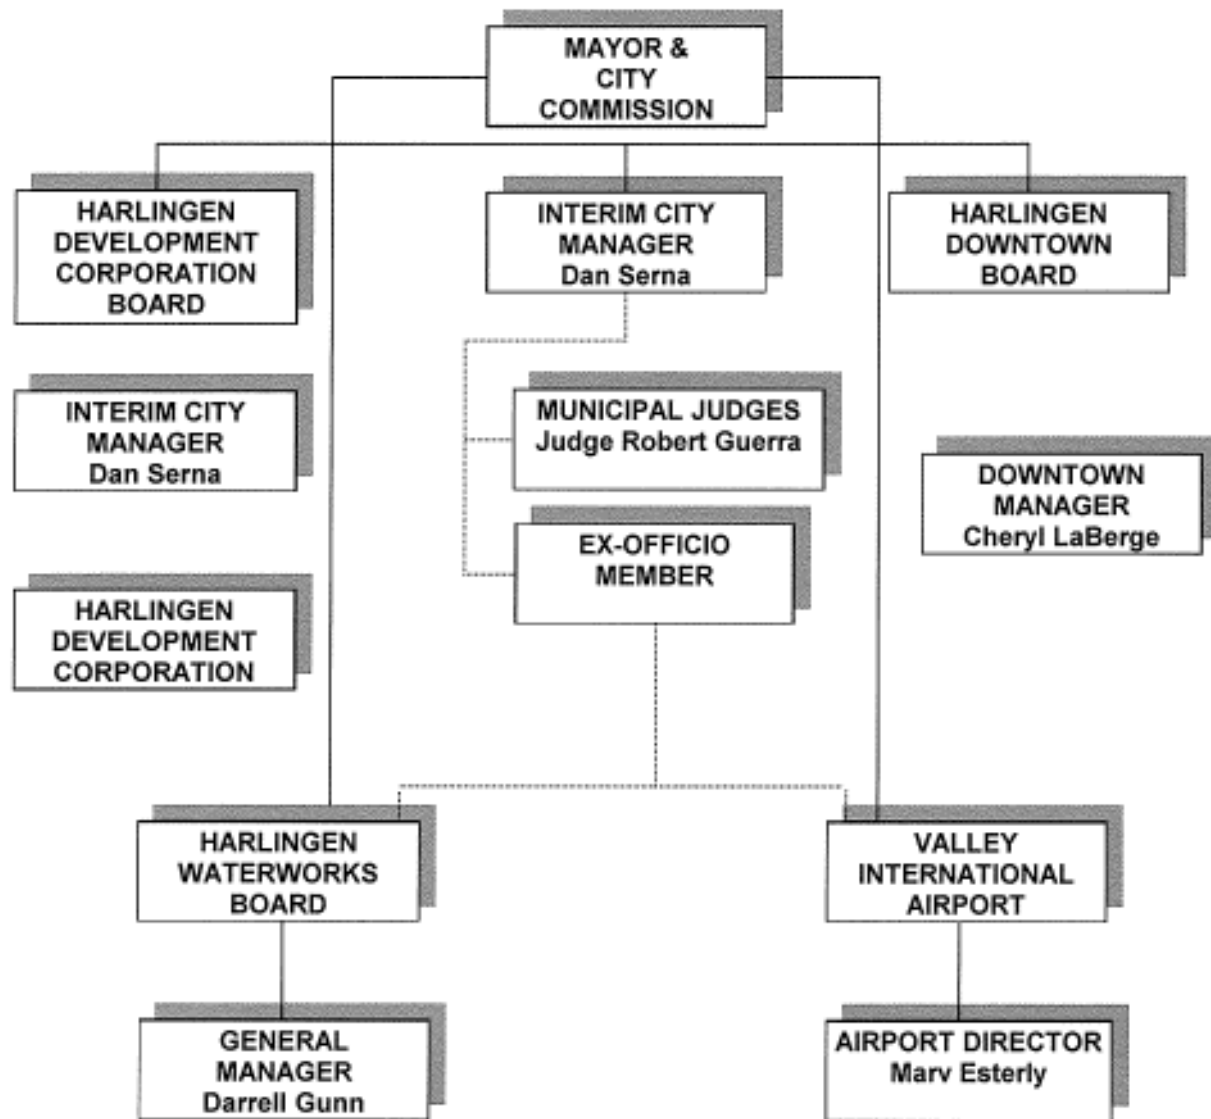 MAYOR &
CITY
COMMISSION
HARLINGEN
DEVELOPMENT
CORPORATION
BOARD
INTERIM CITY
MANAGER
Dan Serna
HARLINGEN
DOWNTOWN
BOARD
INTERIM CITY
MANAGER
Dan Serna
MUNICIPAL JUDGES
Judge Robert Guerra
DOWNTOWN
MANAGER
Cheryl LaBerge
EX-OFFICIO
MEMBER
HARLINGEN
DEVELOPMENT
CORPORATION
HARLINGEN
WATERWORKS
BOARD
VALLEY
INTERNATIONAL
AIRPORT
GENERAL
MANAGER
Darrell Gunn
AIRPORT DIRECTOR
Marv Esterly